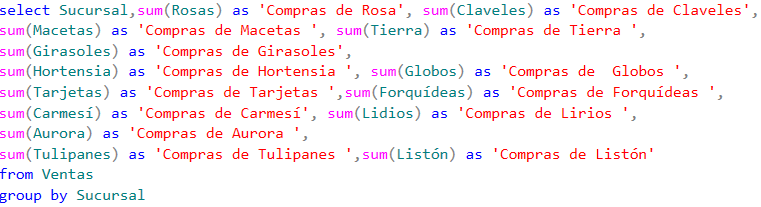 select Sucursal,sum(Rosas) as 'Compras de Rosa', sum(Claveles) as 'Compras de Claveles',
sum(Macetas) as 'Compras de Macetas ', sum(Tierra) as 'Compras de Tierra ',
sum(Girasoles) as 'Compras de Girasoles',
sum(Hortensia) as 'Compras de Hortensia ', sum(Globos) as 'Compras de  Globos ',
sum(Tarjetas) as 'Compras de Tarjetas ',sum(Forquídeas) as 'Compras de Forquídeas ',
sum(Carmesí) as 'Compras de Carmesí', sum(Lidios) as 'Compras de Lirios ',
sum(Aurora) as 'Compras de Aurora ',
sum(Tulipanes) as 'Compras de Tulipanes ',sum(Listón) as 'Compras de Listón'
from Ventas
group by Sucursal